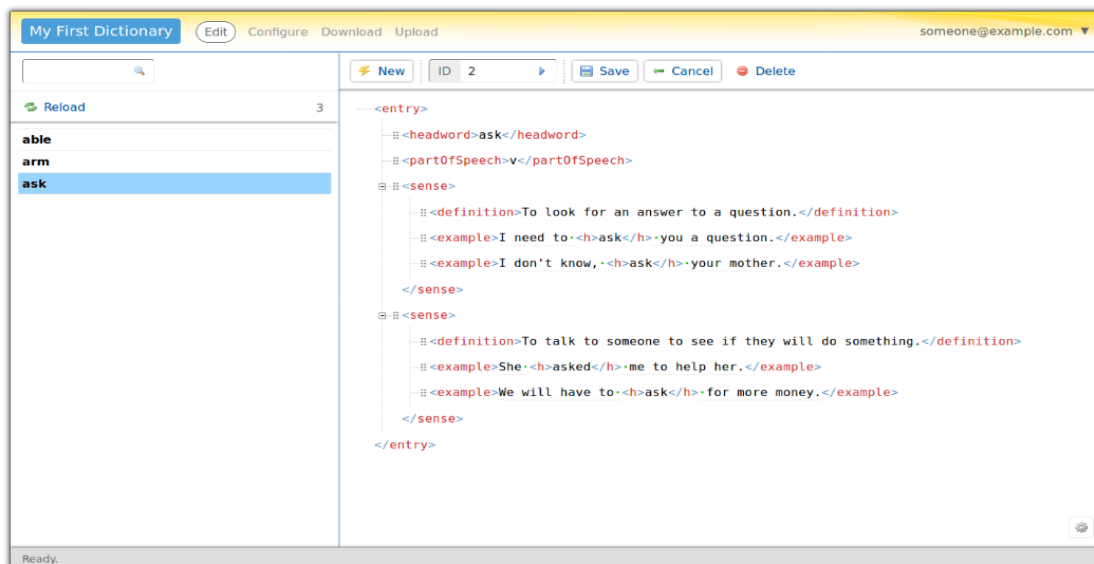 My First Dictionary Edit Configure Download Upload someone@example.com ▼
New ID 2 Save Cancel Delete
Reload 3
able
arm
ask
<entry>
<headword>ask</headword>
<partOfSpeech>v</partOfSpeech>
<sense>
<definition>To look for an answer to a question.</definition>
<example>I need to·<h>ask</h>·you a question.</example>
<example>I don't know,·<h>ask</h>·your mother.</example>
</sense>
<sense>
<definition>To talk to someone to see if they will do something.</definition>
<example>She·<h>asked</h>·me to help her.</example>
<example>We will have to·<h>ask</h>·for more money.</example>
</sense>
</entry>
Ready.